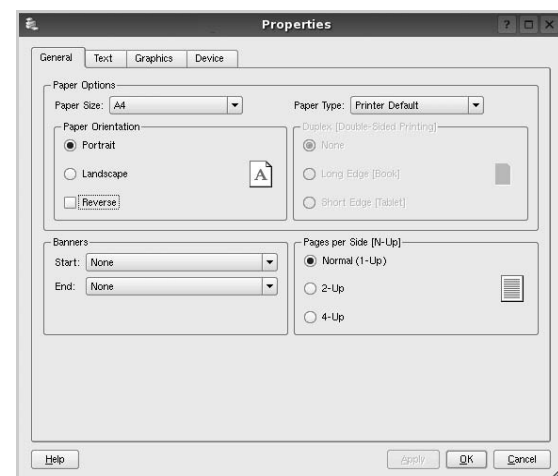 Properties
General Text Graphics Device
Paper Options
Paper Size: A4 Paper Type: Printer Default
Paper Orientation
Portrait
Landscape
Reverse
A
Duplex [Double-Sided Printing]
None
Long Edge [Book]
Short Edge [Tablet]
Banners
Start: None
End: None
Pages per Side [N-Up]
Normal (1-Up)
2-Up
4-Up
Help Apply OK Cancel